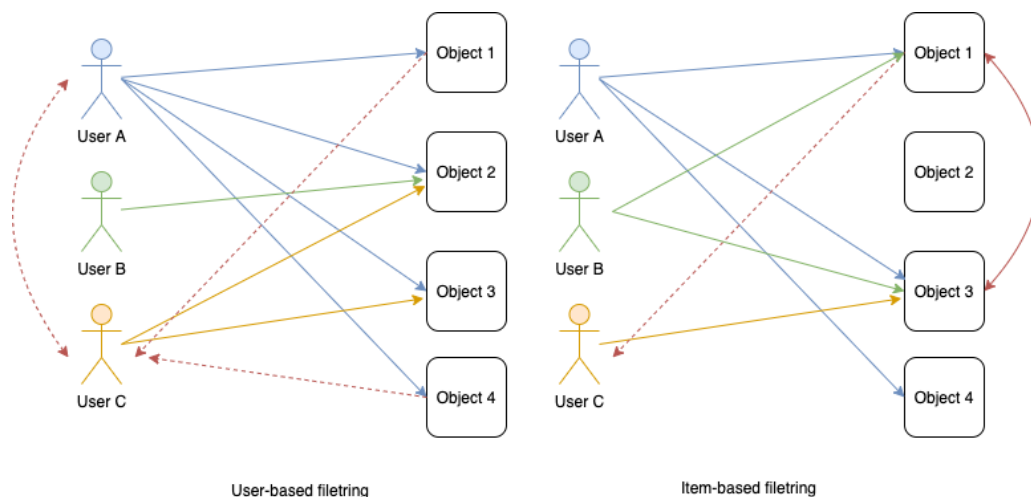 User A
User B
User C
Object 1
Object 2
Object 3
Object 4
User-based filetring
User A
User B
User C
Object 1
Object 2
Object 3
Object 4
Item-based filetring